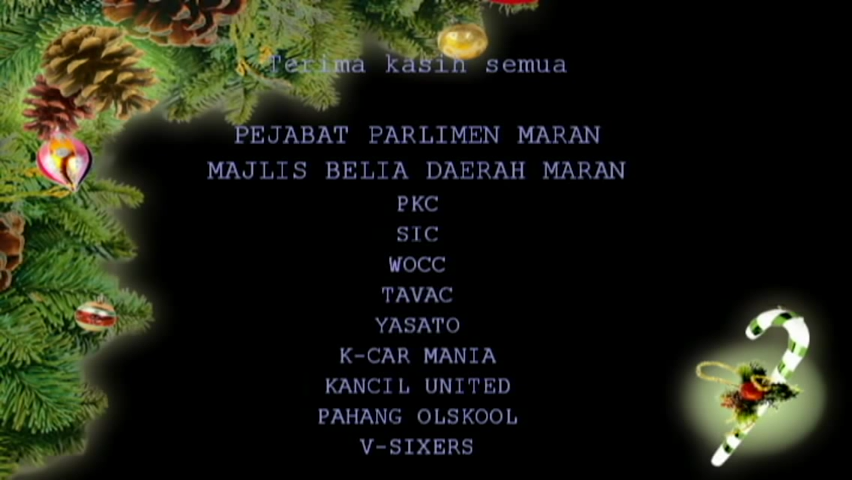 Terima kasih semua
PEJABAT PARLIMEN MARAN
MAJLIS BELIA DAERAH MARAN
PKC
SIC
WOCC
TAVAC
YASATO
K-CAR MANIA
KANCIL UNITED
PAHANG OLSKOOL
V-SIXERS